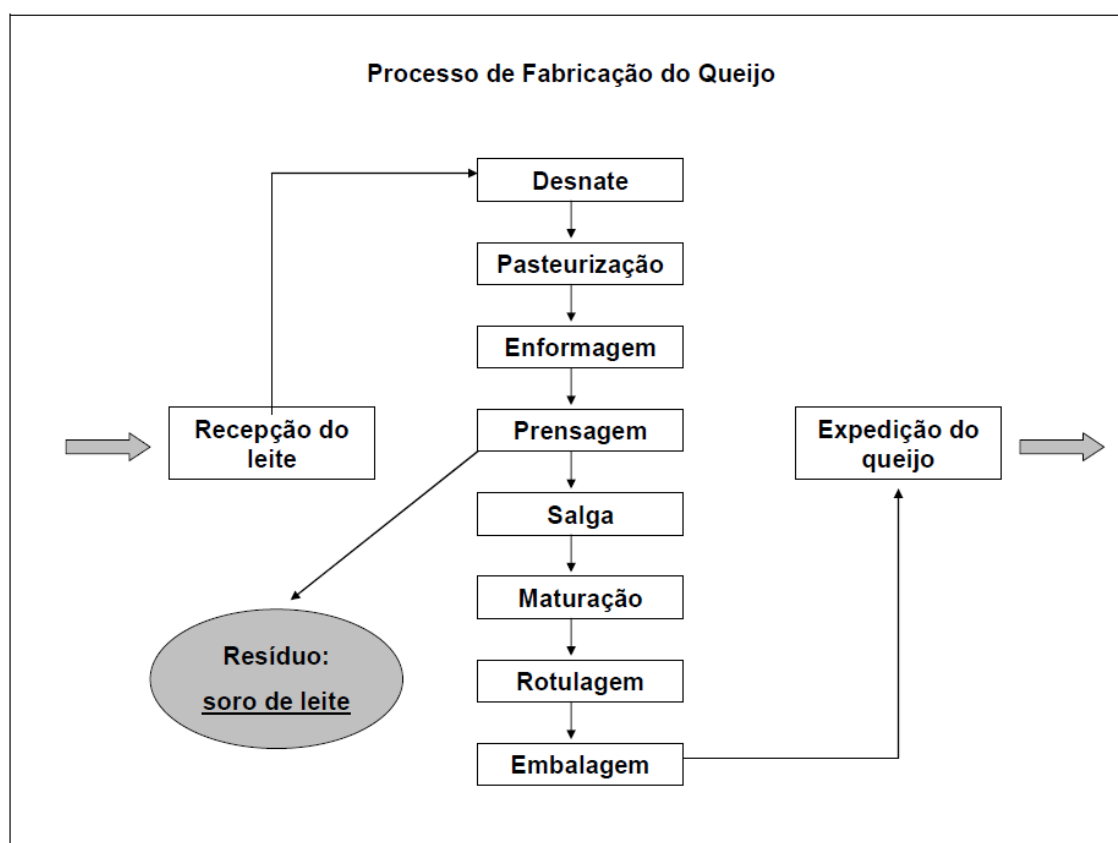 Processo de Fabricação do Queijo
Desnate
Pasteurização
Enformagem
Recepção do
leite
Prensagem
Expedição do
queijo
Salga
Maturação
Resíduo:
soro de leite
Rotulagem
Embalagem